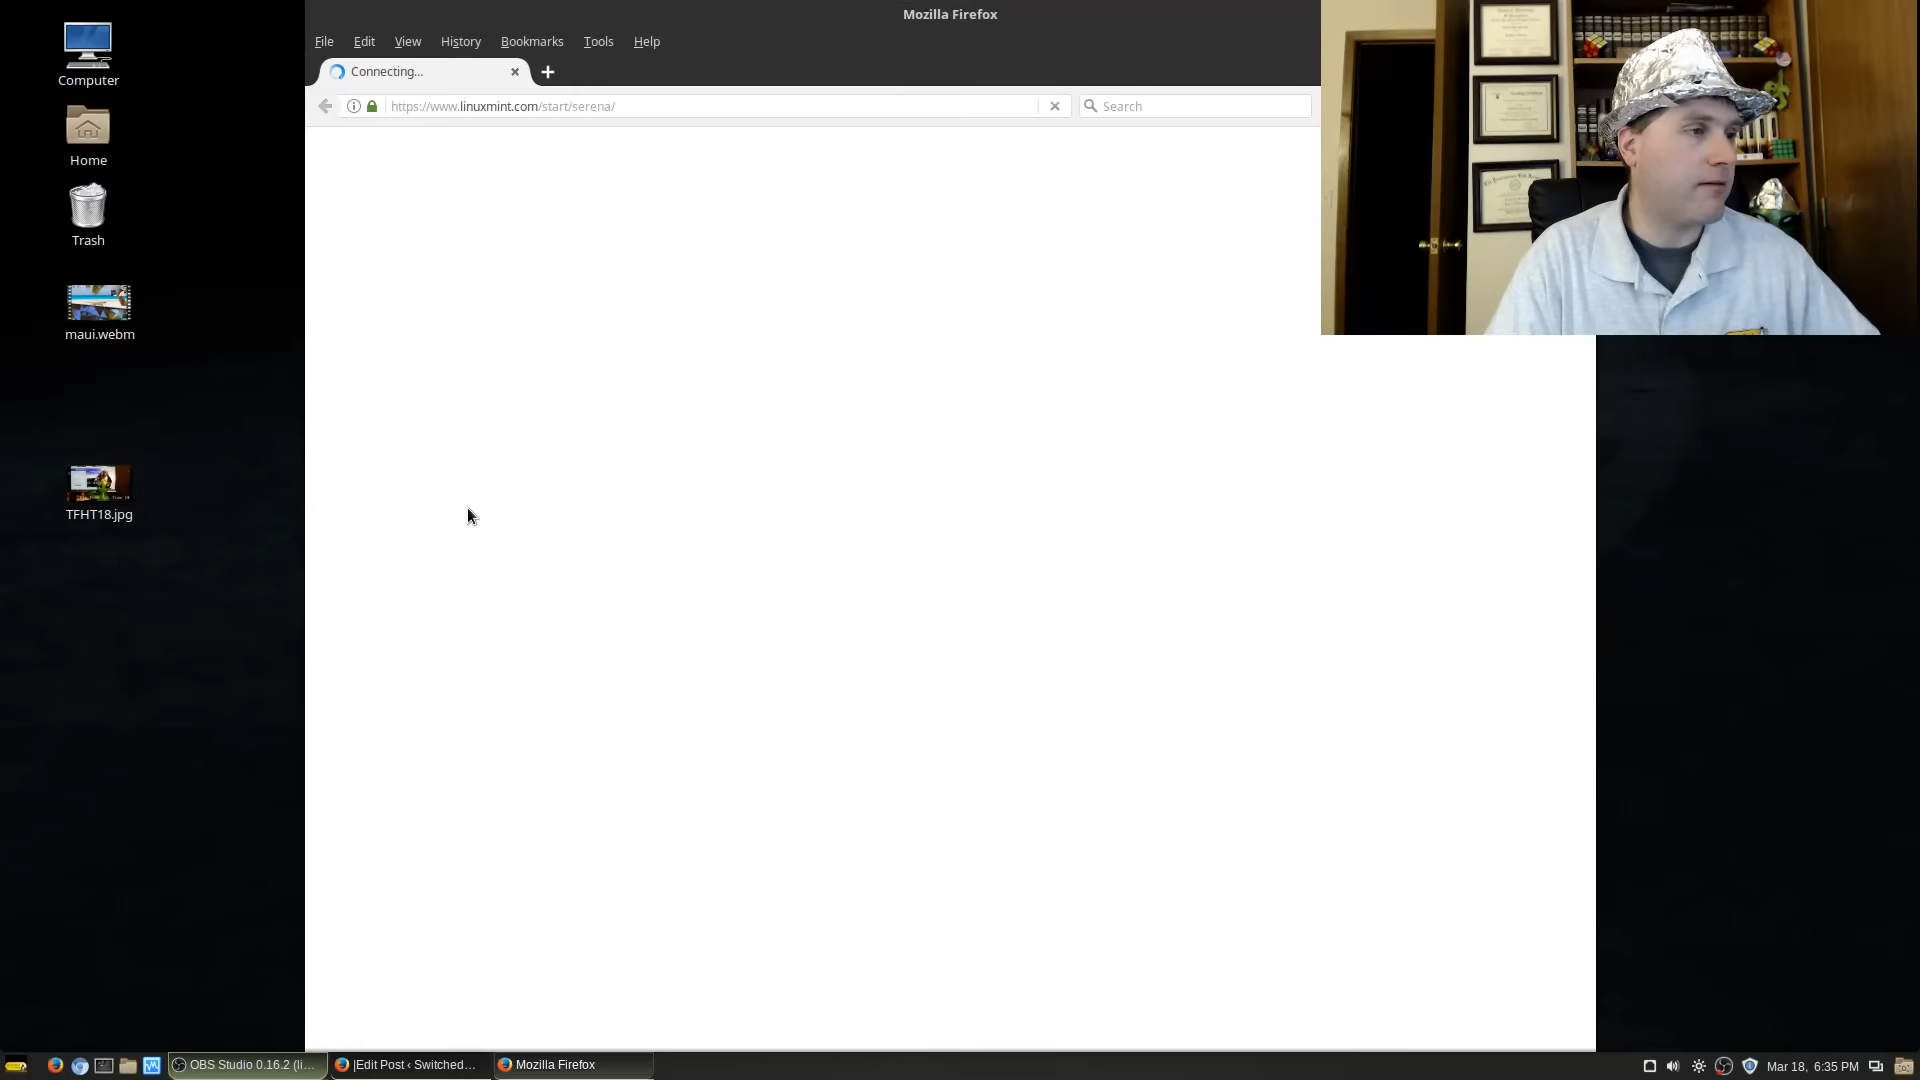 Mozilla Firefox
File Edit View History Bookmarks Tools Help
Connecting...
https://www.linuxmint.com/start/serena/
Search
Computer
Home
Trash
maui.webm
TFHT18.jpg
OBS Studio 0.16.2 (li...
|Edit Post ‹ Switched...
Mozilla Firefox
Mar 18, 6:35 PM